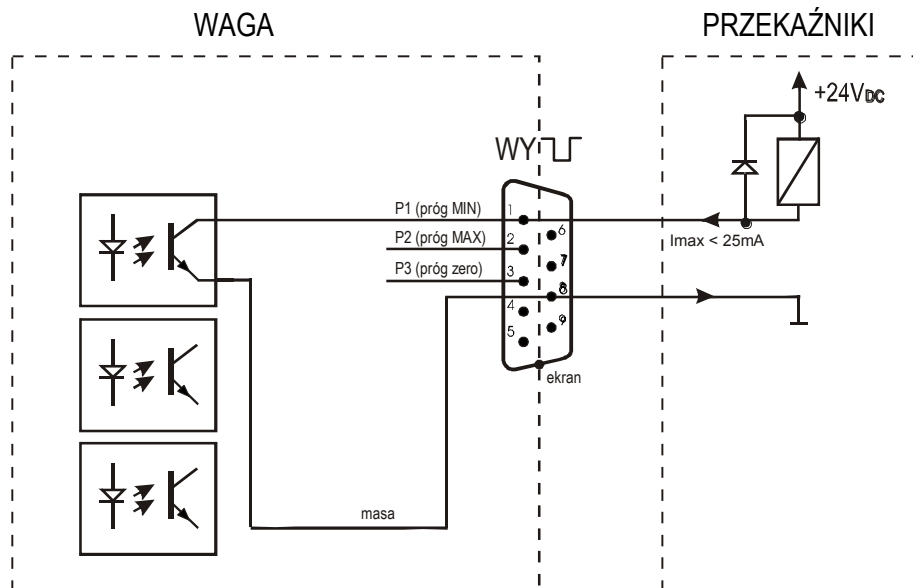 WAGA
PRZEKAŹNIKI
+24VDC
WY
P1 (próg MIN)
P2 (próg MAX)
P3 (próg zero)
1
2
3
4
5
6
7
8
9
Imax < 25mA
ekran
masa